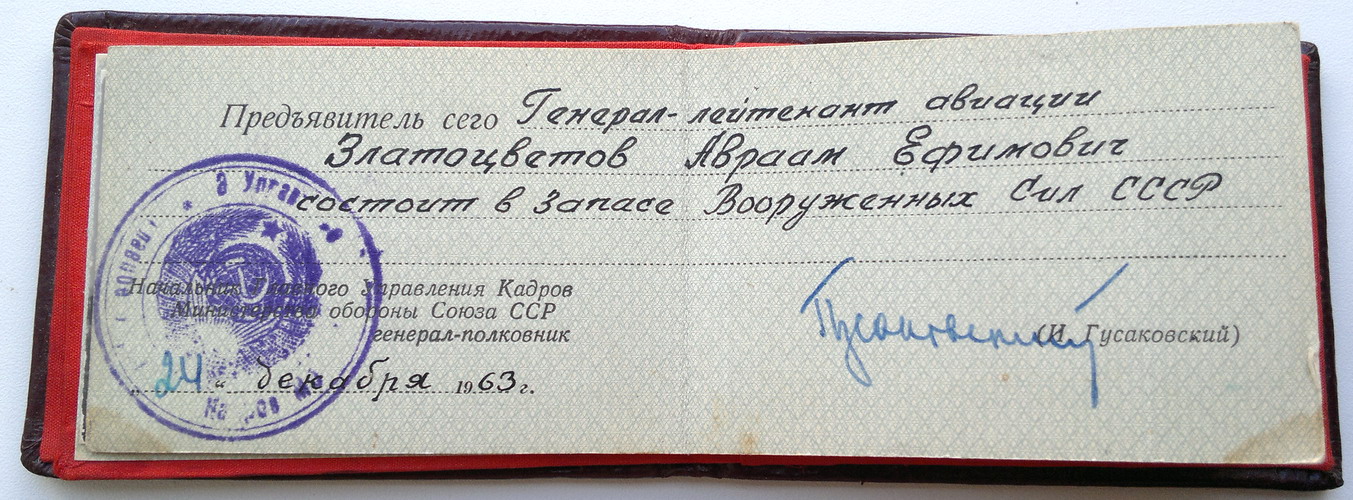 Предъявитель сего Генерал-лейтенант авиации
Златоцветов Авраам Ефимович
состоит в Запасе Вооруженных Сил СССР
Начальник Главного Управления Кадров
Министерства обороны Союза ССР
генерал-полковник
Гусаковский (И. Гусаковский)
24 " декабря 1963 г.